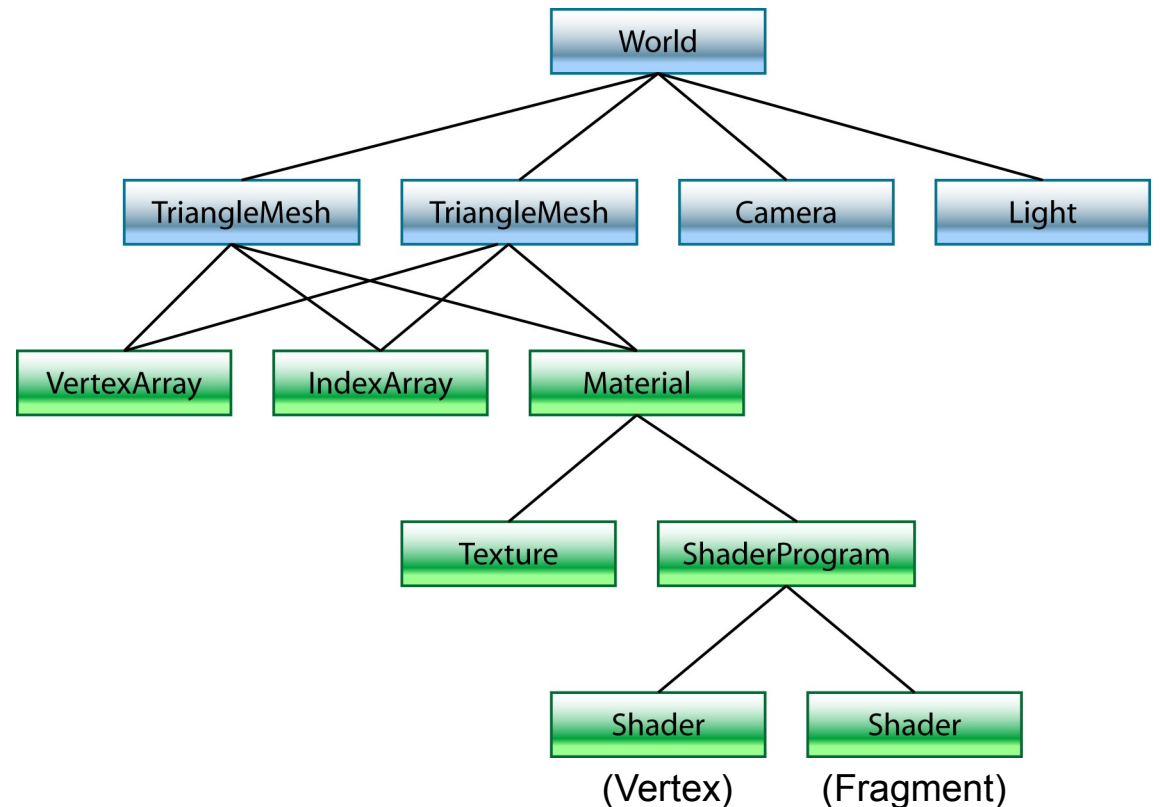 World
TriangleMesh
TriangleMesh
Camera
Light
VertexArray
IndexArray
Material
Texture
ShaderProgram
Shader
Shader
(Vertex)
(Fragment)